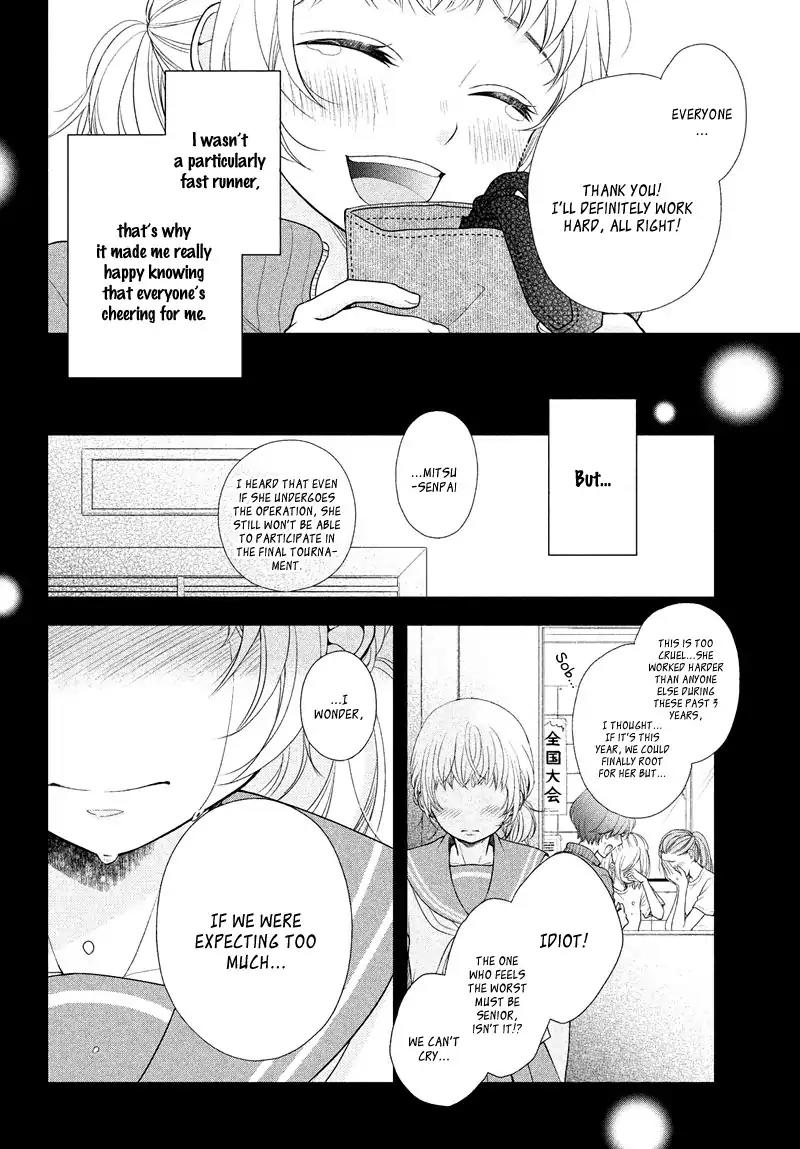 EVERYONE
...
THANK YOU!
I'LL DEFINITELY WORK
HARD, ALL RIGHT!
I wasn't
a particularly
fast runner,
that's why
it made me really
happy knowing
that everyone's
cheering for me.
But...
...MITSU
-SENPAI
I HEARD THAT EVEN
IF SHE UNDERGOES
THE OPERATION, SHE
STILL WON'T BE ABLE
TO PARTICIPATE IN
THE FINAL TOURNA-
MENT.
THIS IS TOO
CRUEL...SHE
WORKED HARDER
THAN ANYONE
ELSE DURING
THESE PAST 3
YEARS,
I THOUGHT...
IF IT'S THIS
YEAR, WE COULD
FINALLY ROOT
FOR HER BUT...
Sob...
全国大会
IDIOT!
THE ONE
WHO FEELS
THE WORST
MUST BE
SENIOR,
ISN'T IT!?
WE CAN'T
CRY...
...I
WONDER,
IF WE WERE
EXPECTING TOO
MUCH...